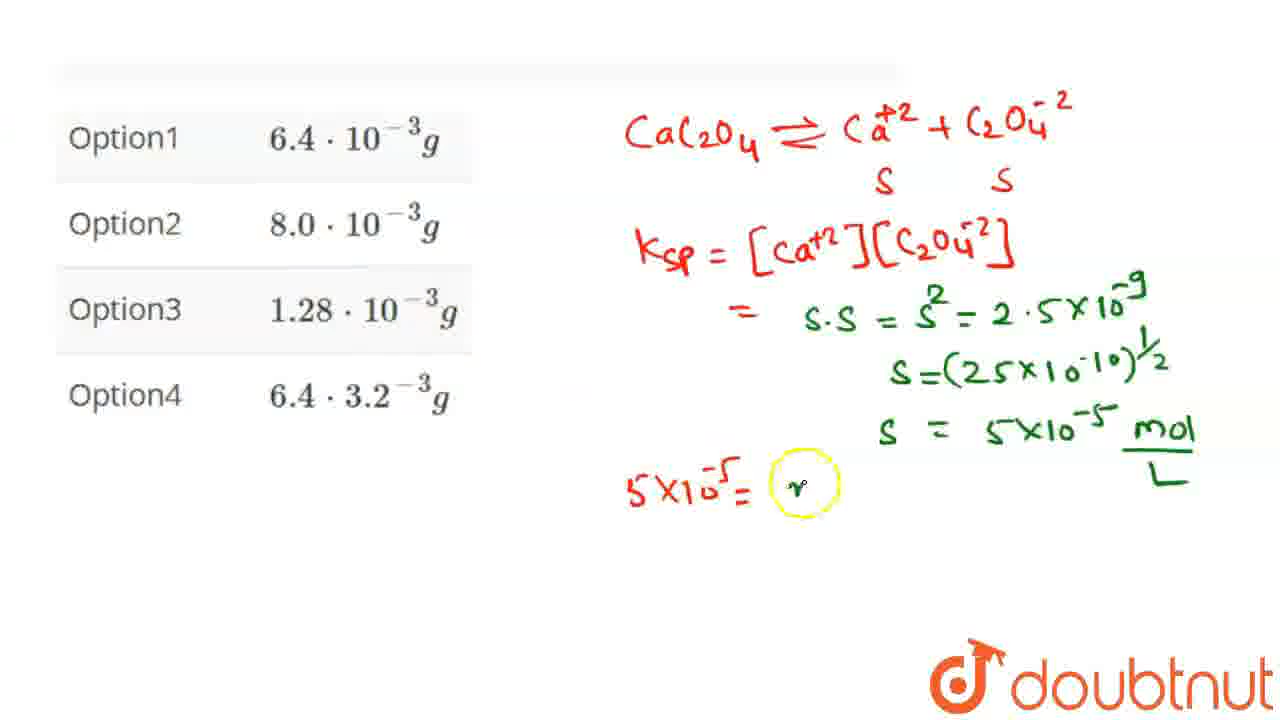 Option1 6.4 · 10⁻³g
Option2 8.0 · 10⁻³g
Option3 1.28 · 10⁻³g
Option4 6.4 · 3.2⁻³g
CaC₂O₄ ⇌ Ca⁺² + C₂O₄⁻²
S S
Ksp = [Ca⁺²][C₂O₄⁻²]
= S.S = S² = 2.5×10⁻⁹
S = (25×10⁻¹⁰)^1/2
S = 5×10⁻⁵ mol/L
5×10⁻⁵ =
doubtnut